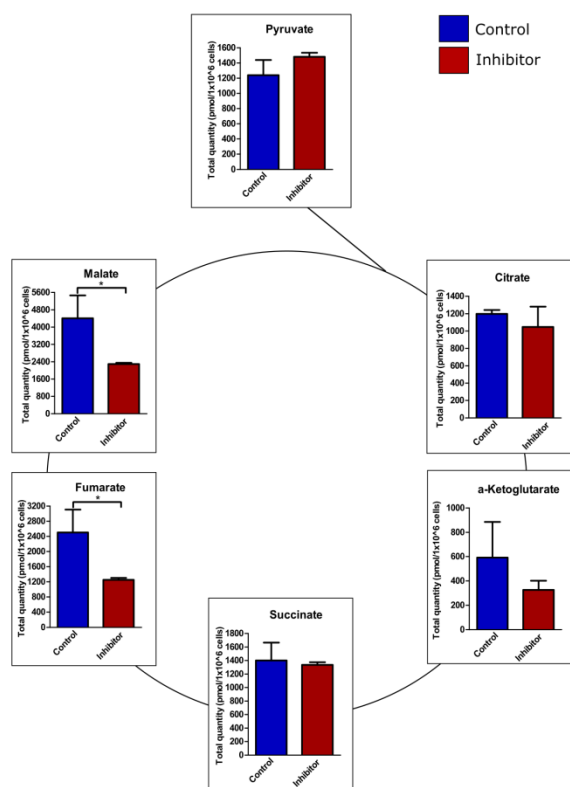 Pyruvate
Total quantity (pmol/1x10^6 cells)
1600
1400
1200
1000
800
600
400
200
0
Control
Inhibitor
Control
Inhibitor
Malate
*
Total quantity (pmol/1x10^6 cells)
5600
4800
4000
3200
2400
1600
800
0
Control
Inhibitor
Citrate
Total quantity (pmol/1x10^6 cells)
1400
1200
1000
800
600
400
200
0
Control
Inhibitor
Fumarate
*
Total quantity (pmol/1x10^6 cells)
3200
2800
2400
2000
1600
1200
800
400
0
Control
Inhibitor
a-Ketoglutarate
Total quantity (pmol/1x10^6 cells)
1000
800
600
400
200
0
Control
Inhibitor
Succinate
Total quantity (pmol/1x10^6 cells)
1800
1600
1400
1200
1000
800
600
400
200
0
Control
Inhibitor